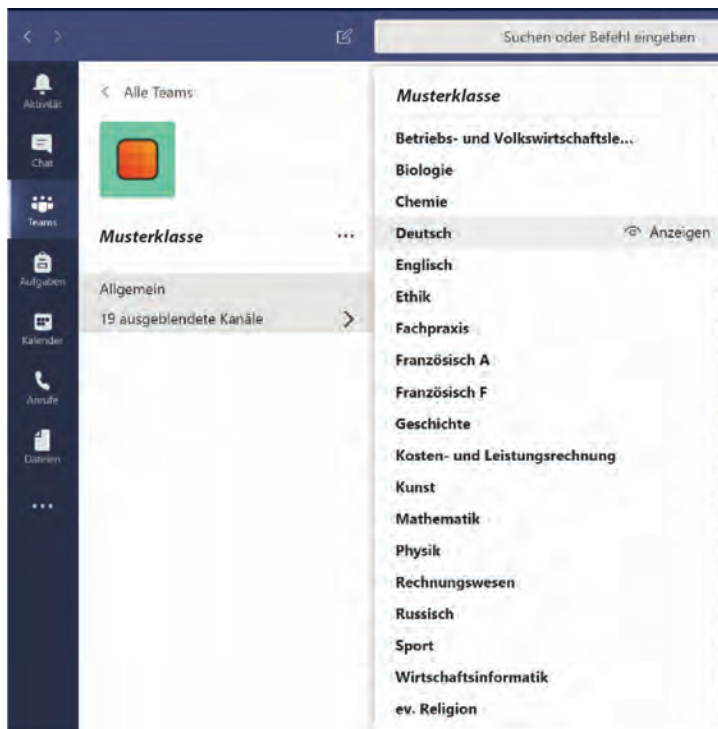 Suchen oder Befehl eingeben
Aktivität
Chat
Teams
Aufgaben
Kalender
Anrufe
Dateien
Alle Teams
Musterklasse
Allgemein
19 ausgeblendete Kanäle
Musterklasse
Betriebs- und Volkswirtschaftsle...
Biologie
Chemie
Deutsch Anzeigen
Englisch
Ethik
Fachpraxis
Französisch A
Französisch F
Geschichte
Kosten- und Leistungsrechnung
Kunst
Mathematik
Physik
Rechnungswesen
Russisch
Sport
Wirtschaftsinformatik
ev. Religion